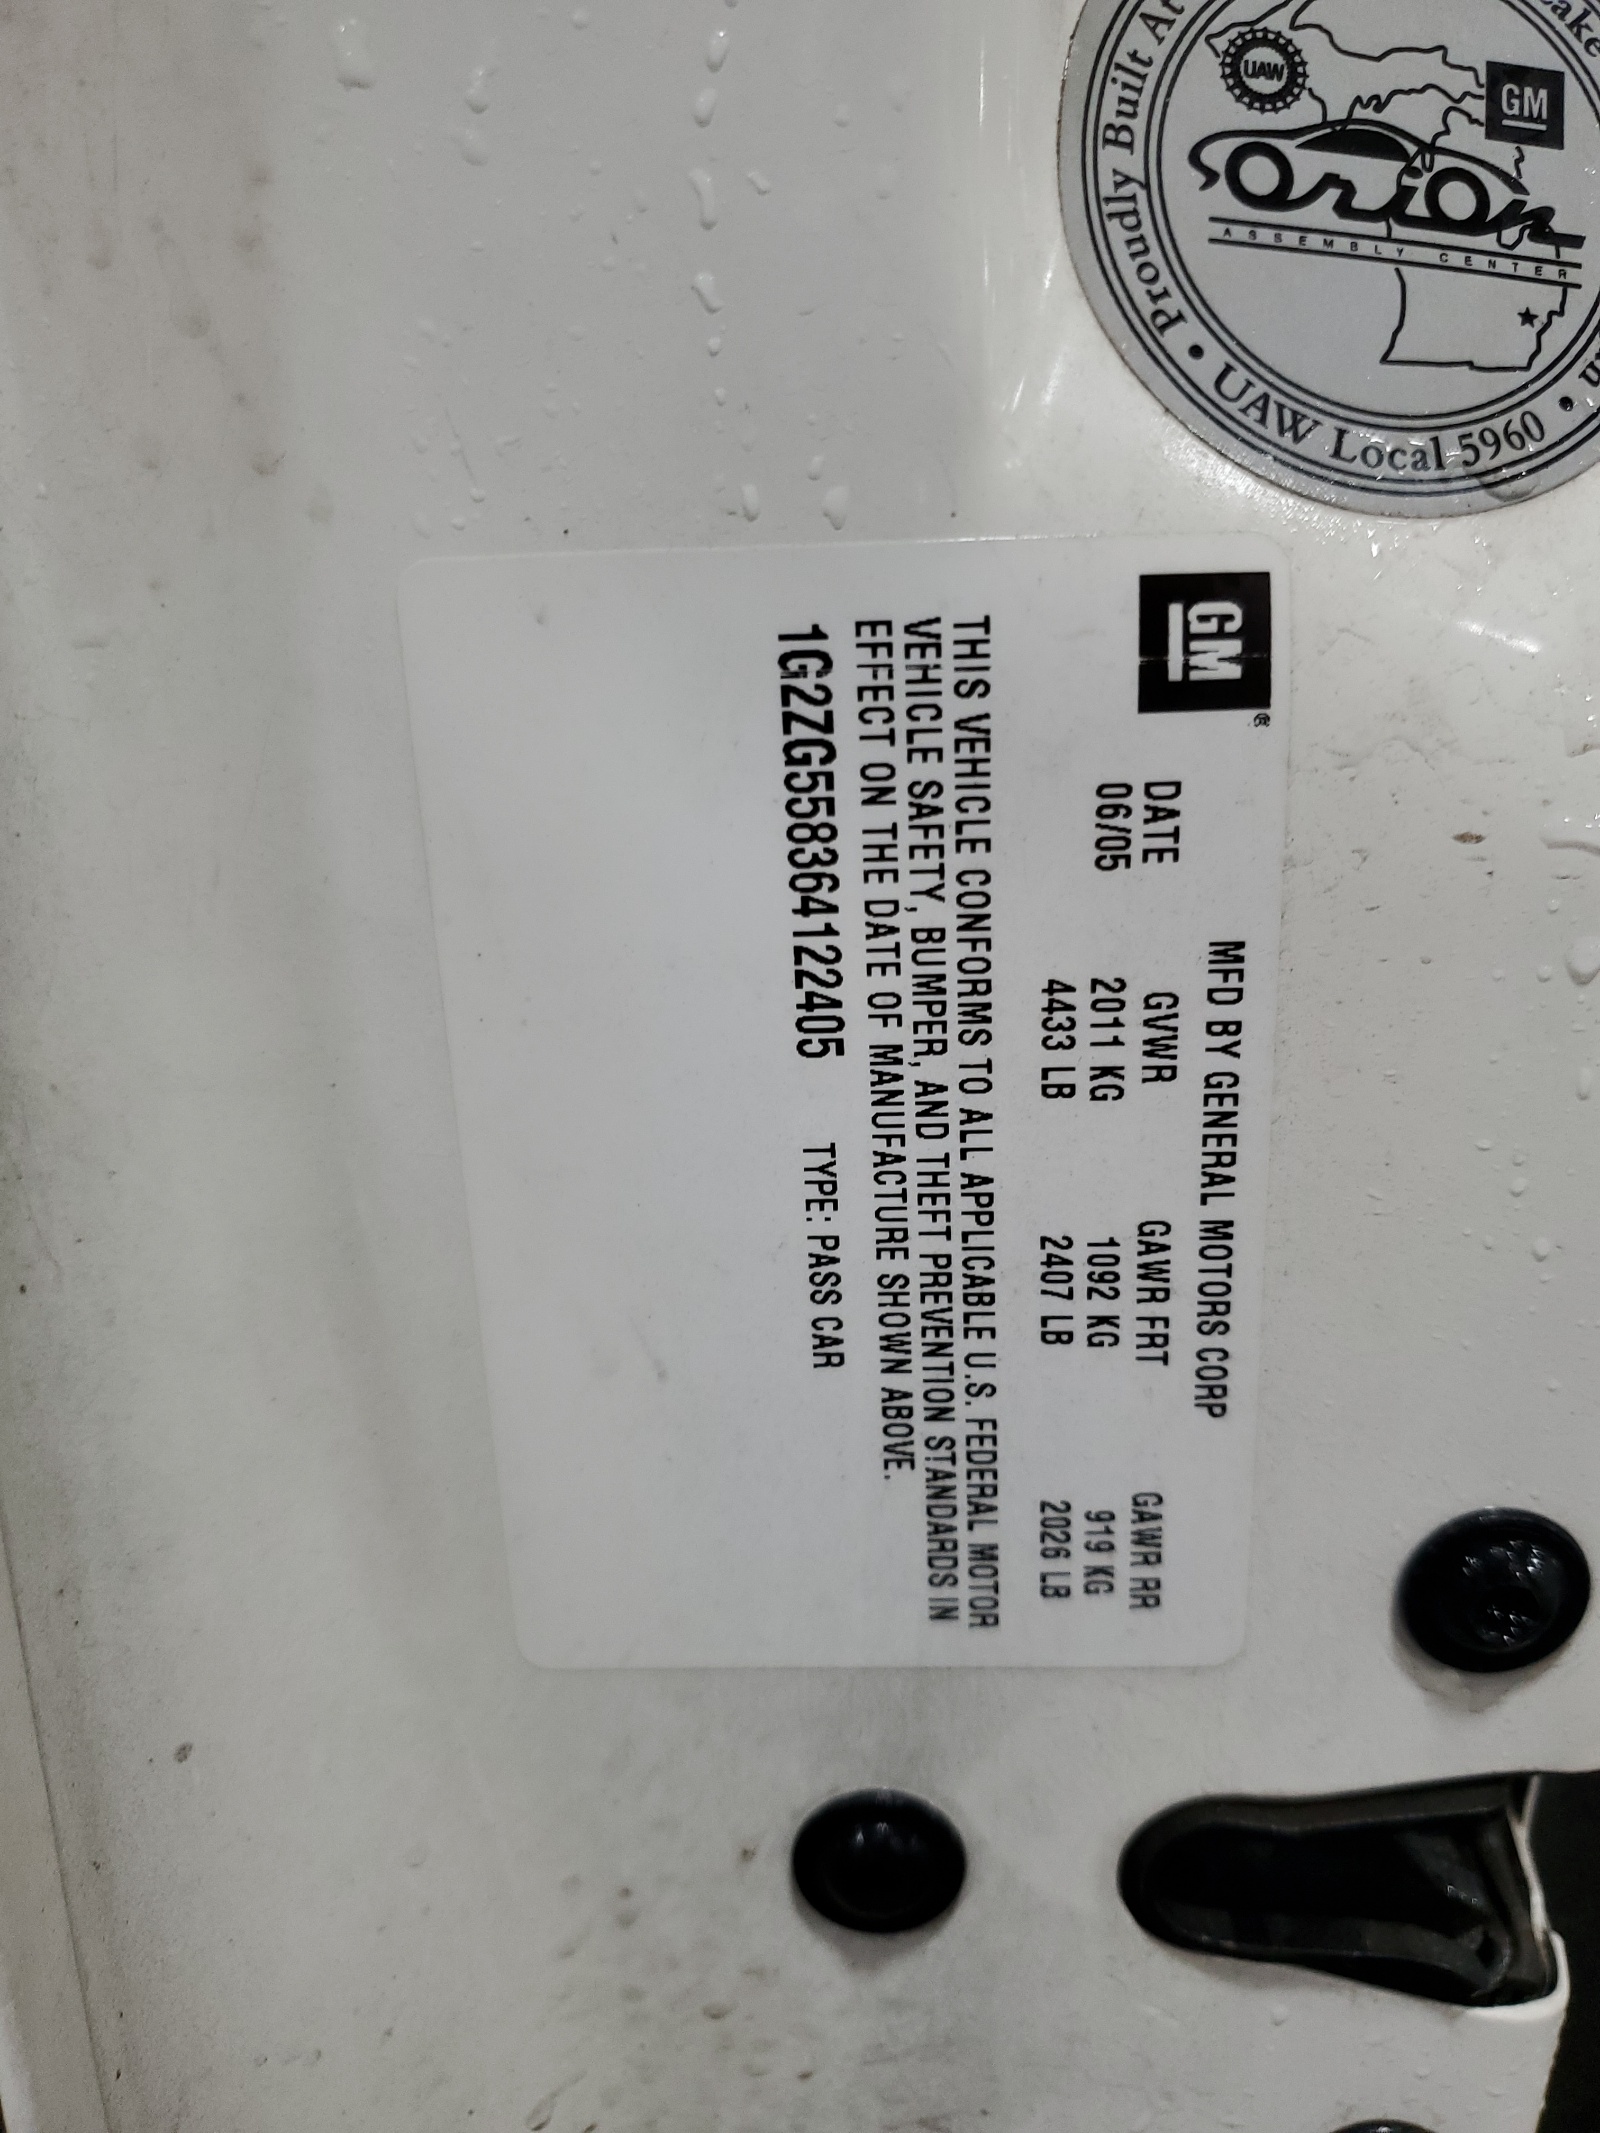 Proudly Built At
Lake
UAW
GM
Orion
ASSEMBLY CENTER
• UAW Local 5960 •
GM®
MFD BY GENERAL MOTORS CORP
DATE GVWR GAWR FRT GAWR RR
06/05 2011 KG 1092 KG 919 KG
4433 LB 2407 LB 2026 LB
THIS VEHICLE CONFORMS TO ALL APPLICABLE U.S. FEDERAL MOTOR
VEHICLE SAFETY, BUMPER, AND THEFT PREVENTION STANDARDS IN
EFFECT ON THE DATE OF MANUFACTURE SHOWN ABOVE.
1G2ZG558364122405 TYPE: PASS CAR